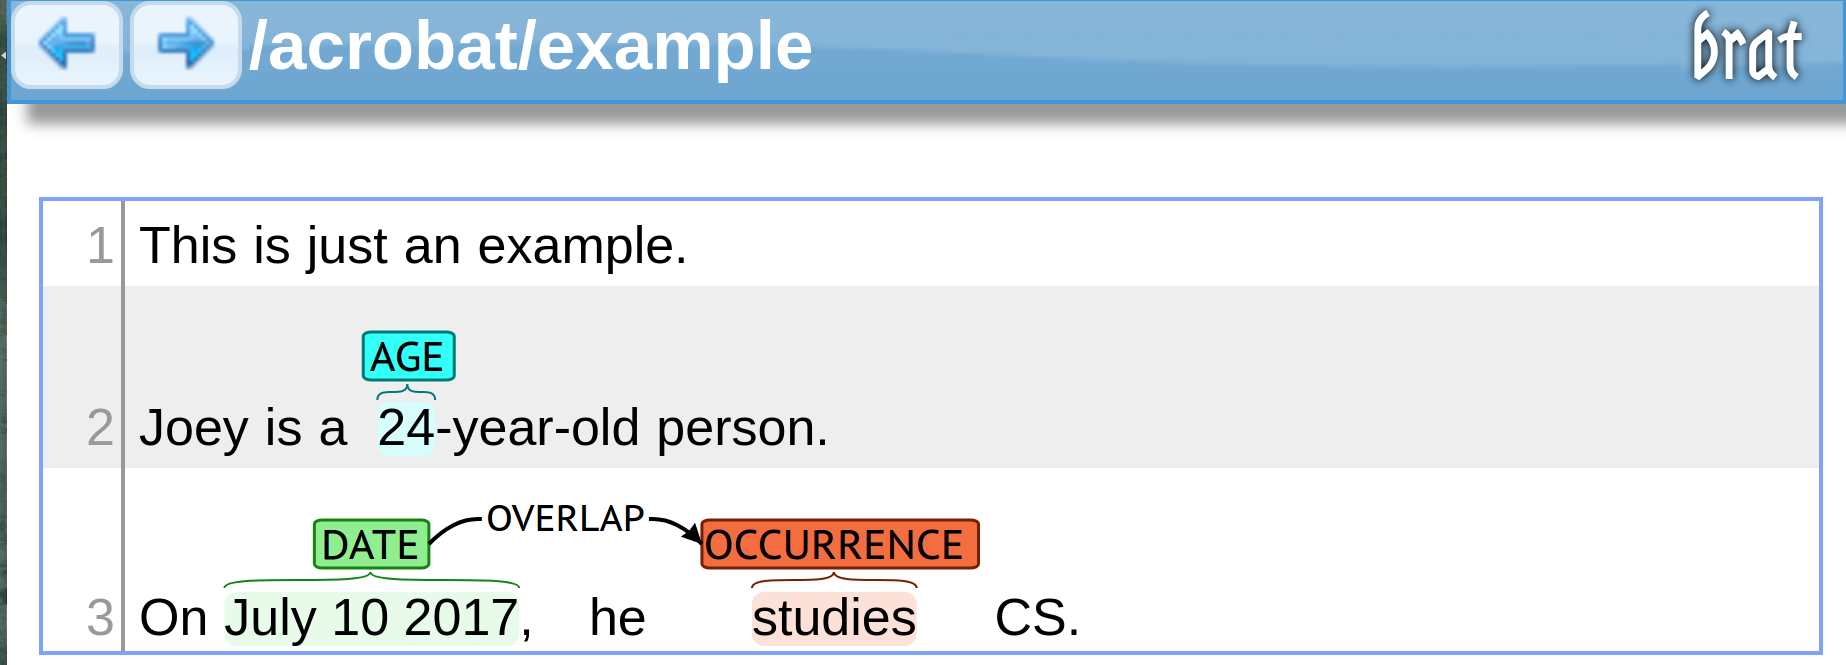 /acrobat/example
brat
1 This is just an example.
AGE
2 Joey is a 24-year-old person.
DATE OVERLAP OCCURRENCE
3 On July 10 2017, he studies CS.